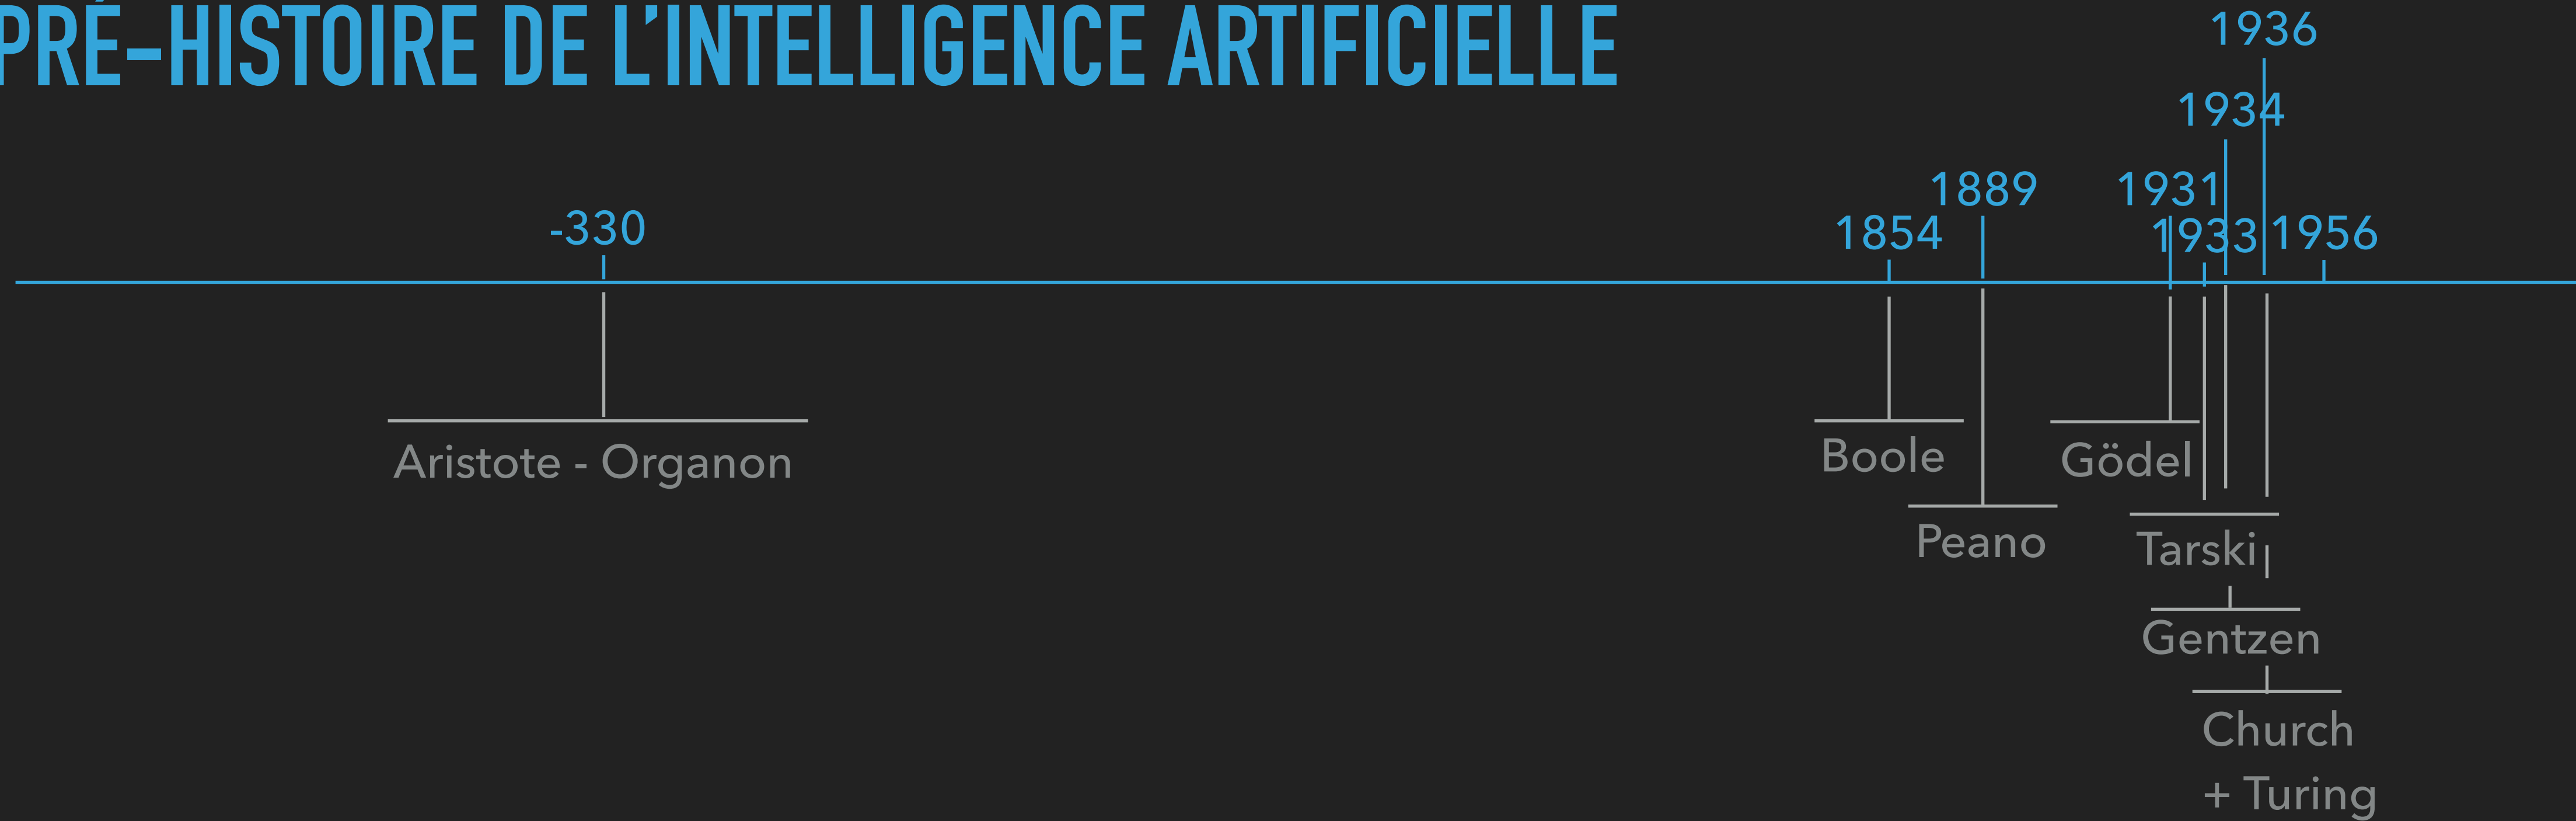 PRÉ-HISTOIRE DE L'INTELLIGENCE ARTIFICIELLE
1936
1934
1889
1931
-330
1854
1933
1956
Aristote - Organon
Boole
Gödel
Peano
Tarski
Gentzen
Church
+ Turing